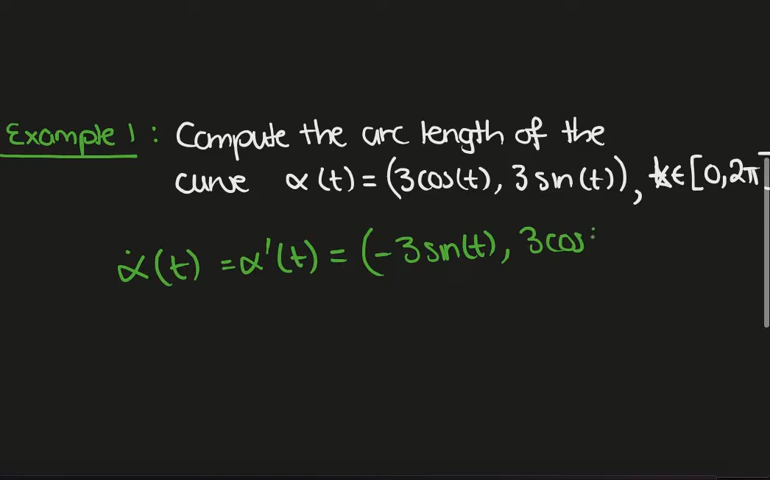 Example 1: Compute the arc length of the
curve α(t) = (3cos(t), 3sin(t)), t∈[0,2π]
α̇(t) = α'(t) = (-3sin(t), 3cos